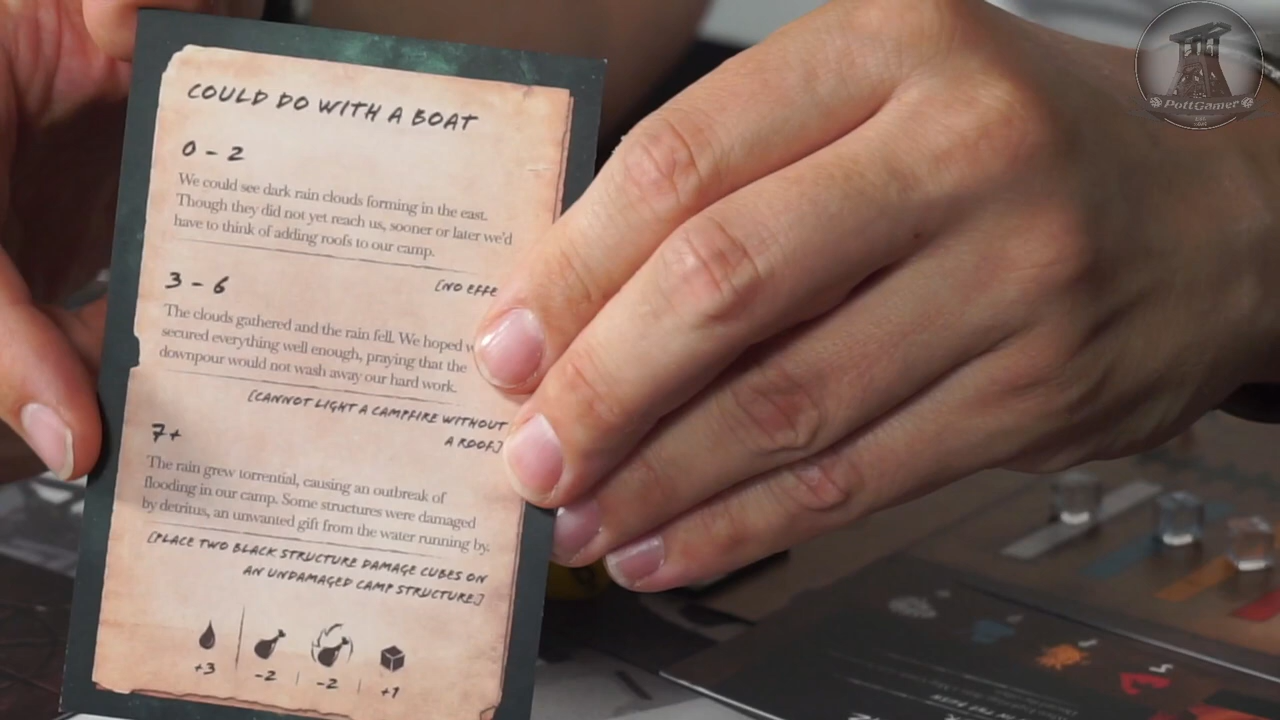 COULD DO WITH A BOAT
0 - 2
We could see dark rain clouds forming in the east.
Though they did not yet reach us, sooner or later we'd
have to think of adding roofs to our camp.
[NO EFFE
3 - 6
The clouds gathered and the rain fell. We hoped
secured everything well enough, praying that the
downpour would not wash away our hard work.
[CANNOT LIGHT A CAMPFIRE WITHOUT
A ROOF.]
7+
The rain grew torrential, causing an outbreak of
flooding in our camp. Some structures were damaged
by detritus, an unwanted gift from the water running by.
[PLACE TWO BLACK STRUCTURE DAMAGE CUBES ON
AN UNDAMAGED CAMP STRUCTURE.]
+3 -2 -2 +1
PottGamer